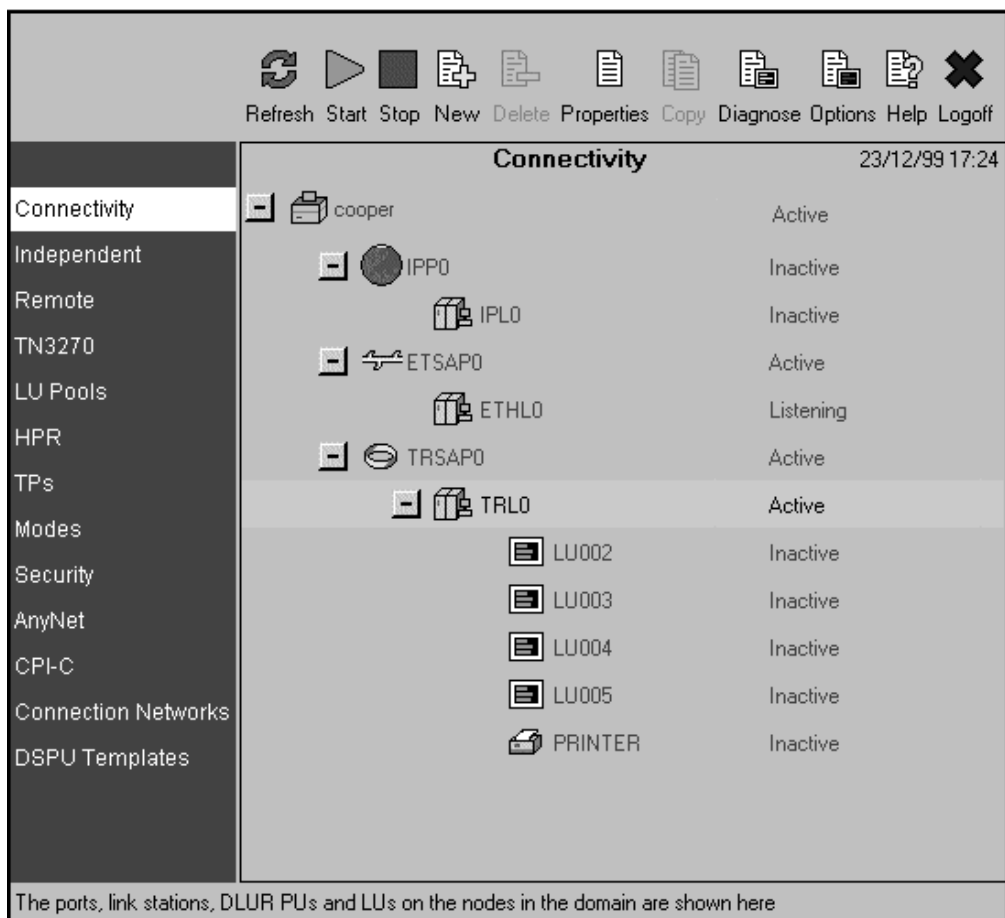 Refresh Start Stop New Delete Properties Copy Diagnose Options Help Logoff
Connectivity 23/12/99 17:24
Connectivity
Independent
Remote
TN3270
LU Pools
HPR
TPs
Modes
Security
AnyNet
CPI-C
Connection Networks
DSPU Templates
cooper Active
IPP0 Inactive
IPL0 Inactive
ETSAP0 Active
ETHL0 Listening
TRSAP0 Active
TRL0 Active
LU002 Inactive
LU003 Inactive
LU004 Inactive
LU005 Inactive
PRINTER Inactive
The ports, link stations, DLUR PUs and LUs on the nodes in the domain are shown here